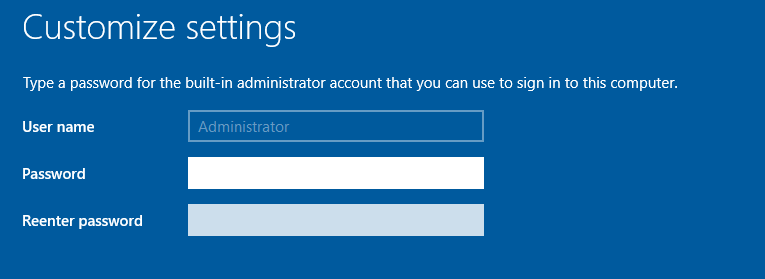 Customize settings
Type a password for the built-in administrator account that you can use to sign in to this computer.
User name
Administrator
Password
Reenter password